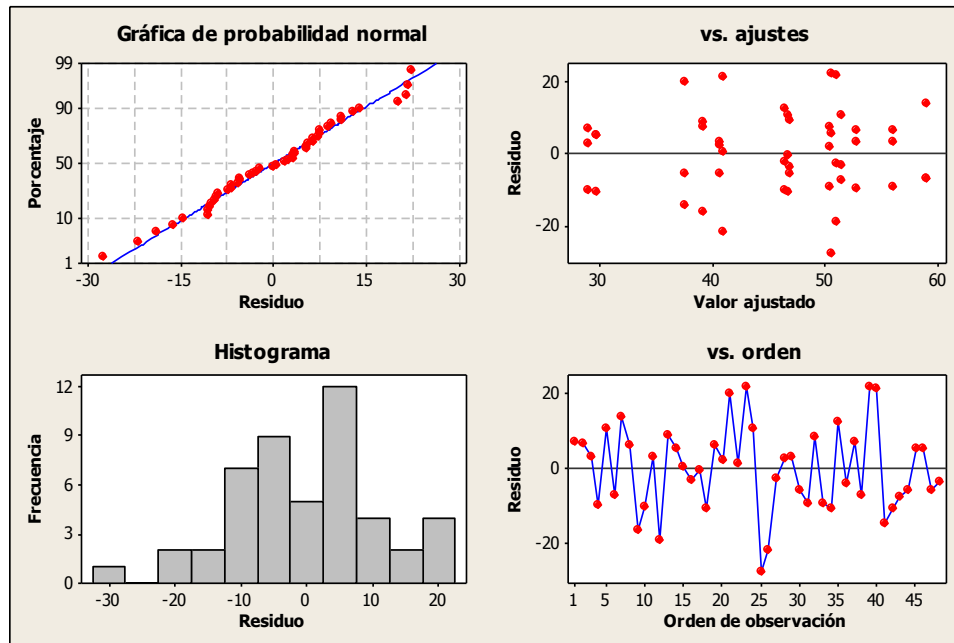 Gráfica de probabilidad normal
Porcentaje
99
90
50
10
1
-30 -15 0 15 30
Residuo
vs. ajustes
Residuo
20
0
-20
30 40 50 60
Valor ajustado
Histograma
Frecuencia
12
9
6
3
0
-30 -20 -10 0 10 20
Residuo
vs. orden
Residuo
20
0
-20
1 5 10 15 20 25 30 35 40 45
Orden de observación